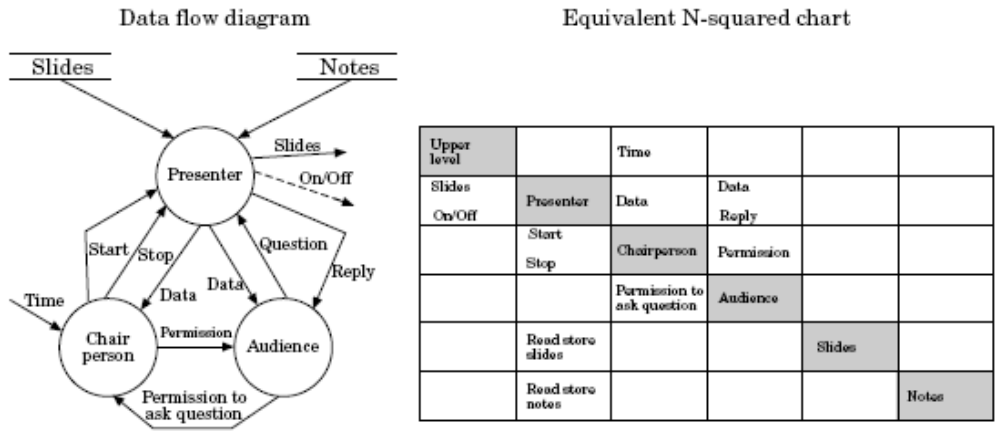 Data flow diagram
Equivalent N-squared chart
Slides
Notes
Presenter
Slides
On/Off
Start
Stop
Question
Reply
Data
Data
Time
Chair
person
Permission
Audience
Permission to
ask question
Upper
level
Time
Slides
On/Off
Presenter
Data
Data
Reply
Start
Stop
Chairperson
Permission
Permission to
ask question
Audience
Read store
slides
Slides
Read store
notes
Notes